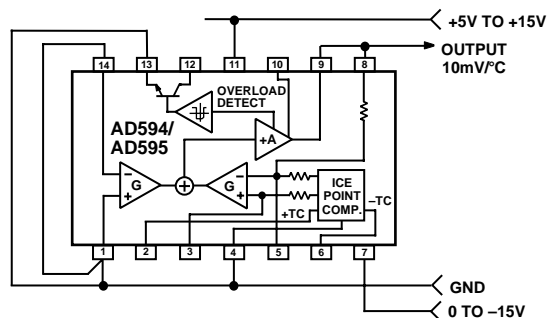 +5V TO +15V
OUTPUT
10mV/°C
14
13
12
11
10
9
8
OVERLOAD
DETECT
AD594/
AD595
+A
–
+
G
+
G
–
+
ICE
POINT
COMP.
–TC
+TC
1
2
3
4
5
6
7
GND
0 TO –15V